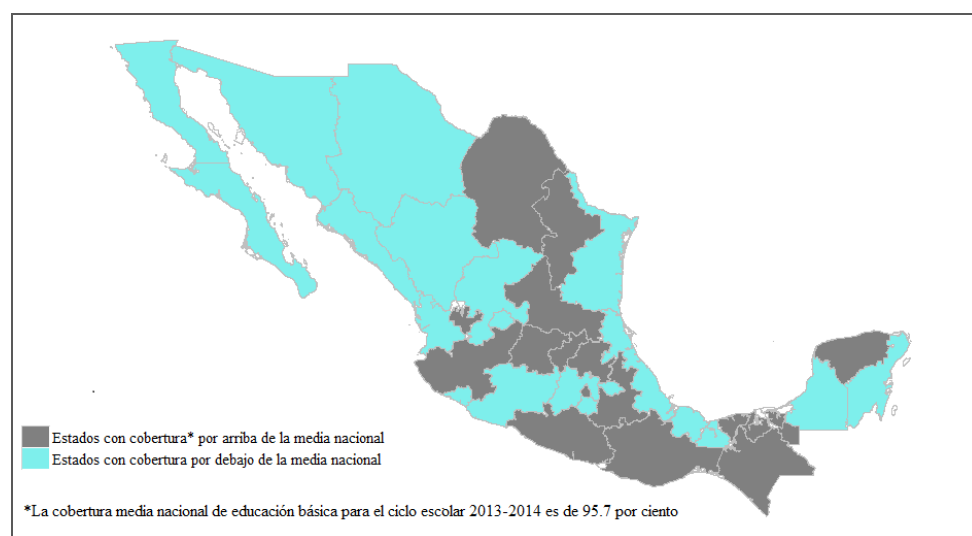 Estados con cobertura* por arriba de la media nacional
Estados con cobertura por debajo de la media nacional
*La cobertura media nacional de educación básica para el ciclo escolar 2013-2014 es de 95.7 por ciento